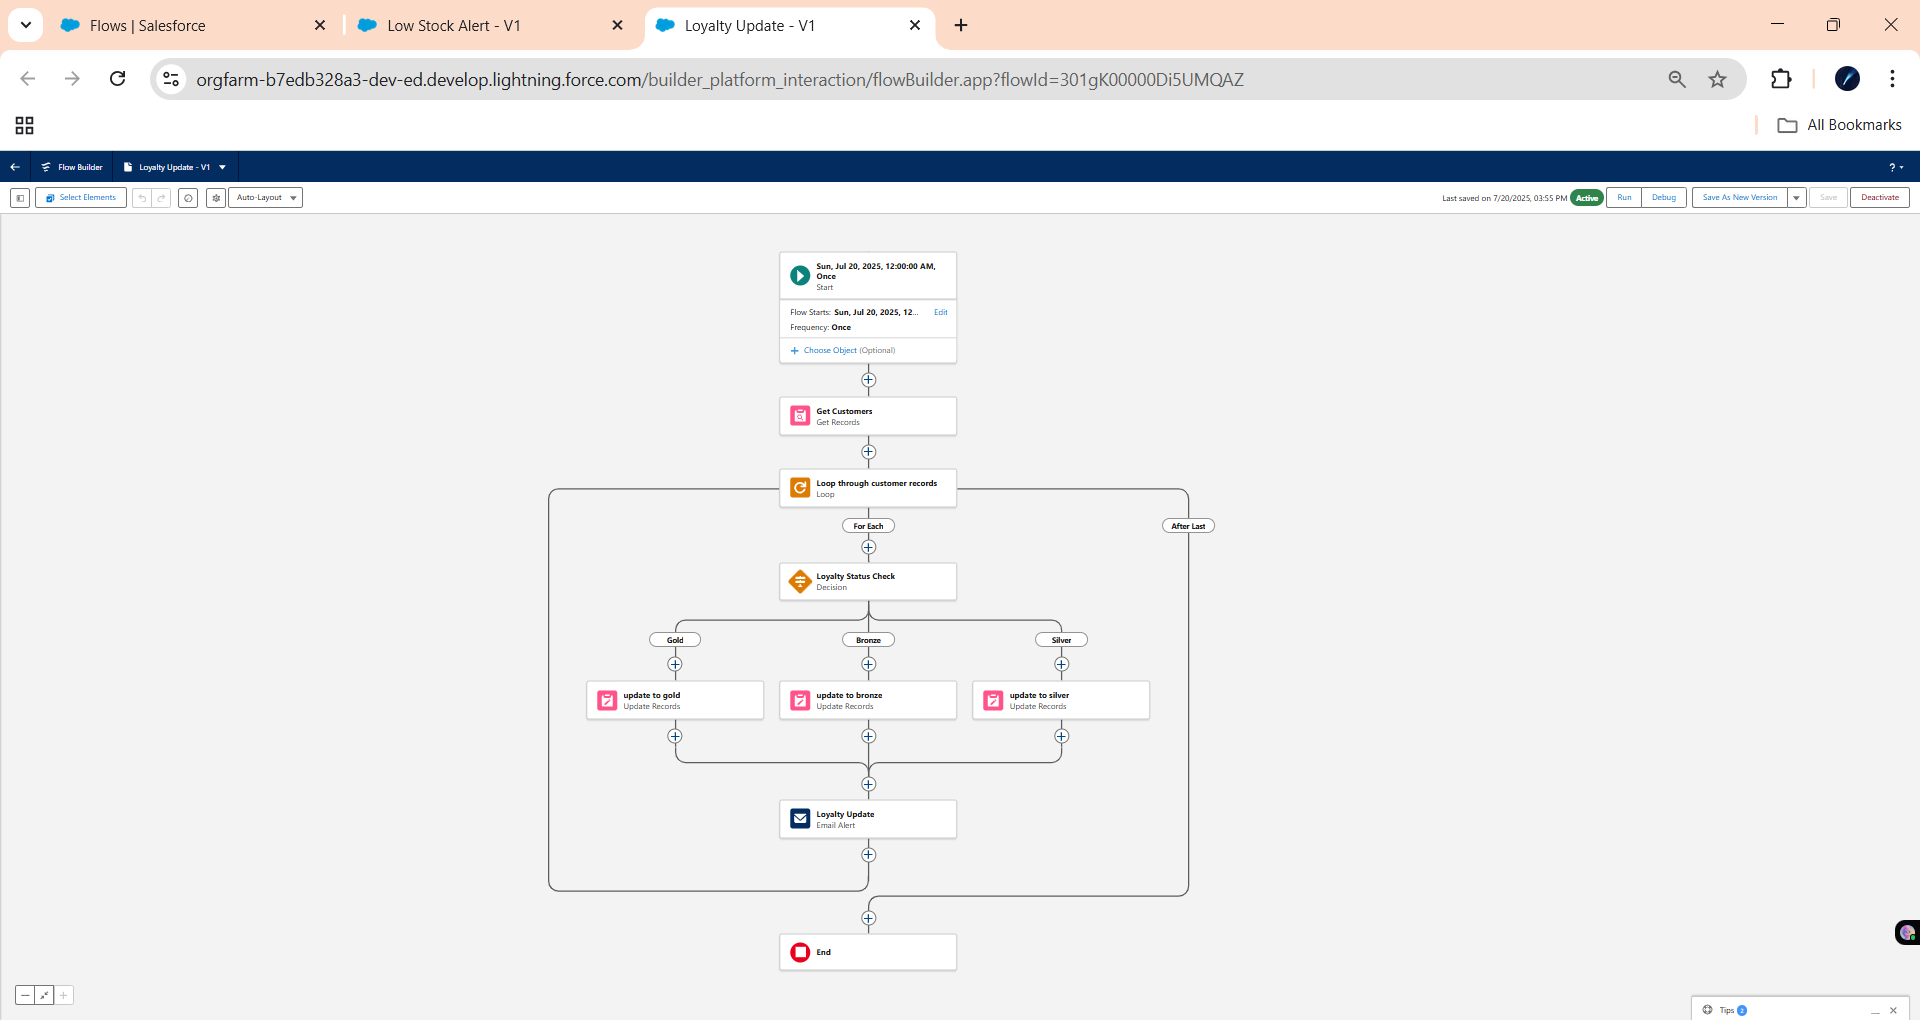 Flows | Salesforce
Low Stock Alert - V1
Loyalty Update - V1
orgfarm-b7edb328a3-dev-ed.develop.lightning.force.com/builder_platform_interaction/flowBuilder.app?flowId=301gK00000Di5UMQAZ
All Bookmarks
Flow Builder
Loyalty Update - V1
?
Select Elements
Auto-Layout
Last saved on 7/20/2025, 03:55 PM
Active
Run
Debug
Save As New Version
Save
Deactivate
Sun, Jul 20, 2025, 12:00:00 AM,
Once
Start
Flow Starts: Sun, Jul 20, 2025, 12... Edit
Frequency: Once
Choose Object (Optional)
Get Customers
Get Records
Loop through customer records
Loop
For Each
After Last
Loyalty Status Check
Decision
Gold
Bronze
Silver
update to gold
Update Records
update to bronze
Update Records
update to silver
Update Records
Loyalty Update
Email Alert
End
Tips 2